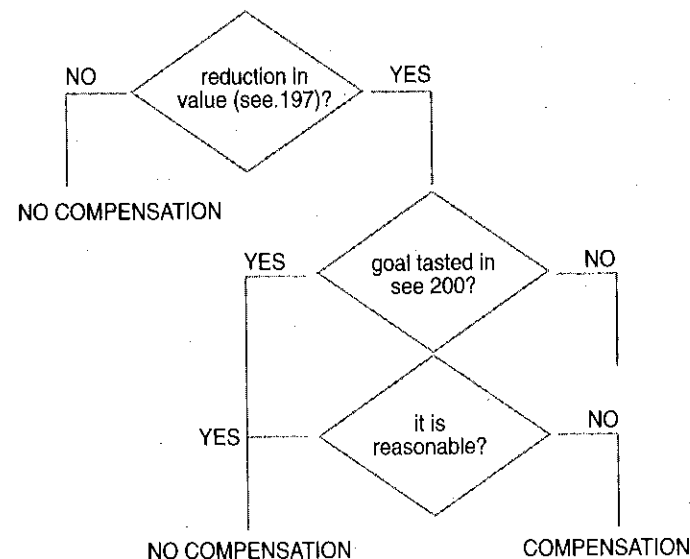 NO
reduction in
value (see.197)?
YES
NO COMPENSATION
YES
goal tasted in
see 200?
NO
YES
it is
reasonable?
NO
NO COMPENSATION
COMPENSATION